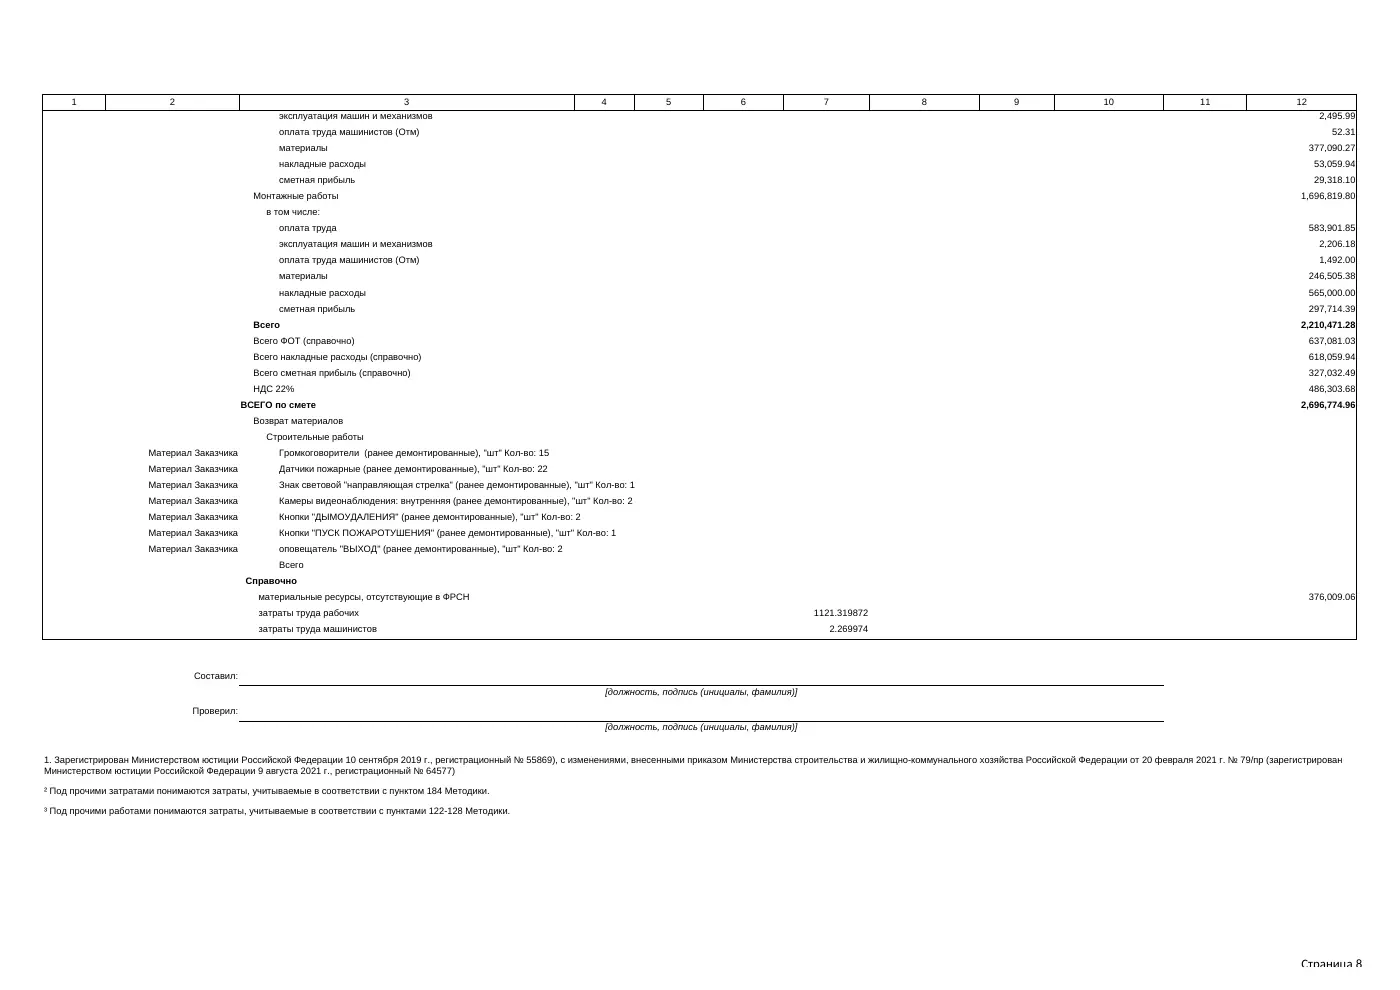 1 2 3 4 5 6 7 8 9 10 11 12
эксплуатация машин и механизмов 2,495.99
оплата труда машинистов (Отм) 52.31
материалы 377,090.27
накладные расходы 53,059.94
сметная прибыль 29,318.10
Монтажные работы 1,696,819.80
в том числе:
оплата труда 583,901.85
эксплуатация машин и механизмов 2,206.18
оплата труда машинистов (Отм) 1,492.00
материалы 246,505.38
накладные расходы 565,000.00
сметная прибыль 297,714.39
Всего 2,210,471.28
Всего ФОТ (справочно) 637,081.03
Всего накладные расходы (справочно) 618,059.94
Всего сметная прибыль (справочно) 327,032.49
НДС 22% 486,303.68
ВСЕГО по смете 2,696,774.96
Возврат материалов
Строительные работы
Материал Заказчика Громкоговорители (ранее демонтированные), "шт" Кол-во: 15
Материал Заказчика Датчики пожарные (ранее демонтированные), "шт" Кол-во: 22
Материал Заказчика Знак световой "направляющая стрелка" (ранее демонтированные), "шт" Кол-во: 1
Материал Заказчика Камеры видеонаблюдения: внутренняя (ранее демонтированные), "шт" Кол-во: 2
Материал Заказчика Кнопки "ДЫМОУДАЛЕНИЯ" (ранее демонтированные), "шт" Кол-во: 2
Материал Заказчика Кнопки "ПУСК ПОЖАРОТУШЕНИЯ" (ранее демонтированные), "шт" Кол-во: 1
Материал Заказчика оповещатель "ВЫХОД" (ранее демонтированные), "шт" Кол-во: 2
Всего
Справочно
материальные ресурсы, отсутствующие в ФРСН 376,009.06
затраты труда рабочих 1121.319872
затраты труда машинистов 2.269974
Составил:
[должность, подпись (инициалы, фамилия)]
Проверил:
[должность, подпись (инициалы, фамилия)]
1. Зарегистрирован Министерством юстиции Российской Федерации 10 сентября 2019 г., регистрационный № 55869), с изменениями, внесенными приказом Министерства строительства и жилищно-коммунального хозяйства Российской Федерации от 20 февраля 2021 г. № 79/пр (зарегистрирован
Министерством юстиции Российской Федерации 9 августа 2021 г., регистрационный № 64577)
² Под прочими затратами понимаются затраты, учитываемые в соответствии с пунктом 184 Методики.
³ Под прочими работами понимаются затраты, учитываемые в соответствии с пунктами 122-128 Методики.
Страница 8